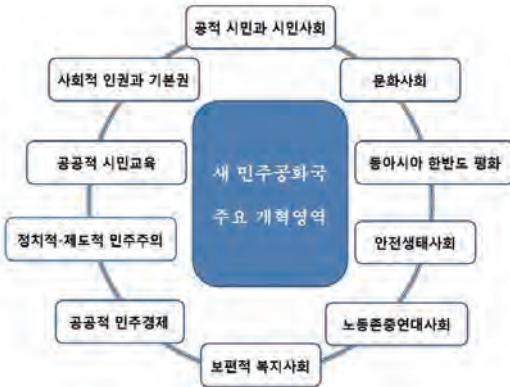 공적 시민과 시민사회
사회적 인권과 기본권
문화사회
공공적 시민교육
새 민주공화국
주요 개혁영역
동아시아 한반도 평화
정치적·제도적 민주주의
안전생태사회
공공적 민주경제
노동존중연대사회
보편적 복지사회